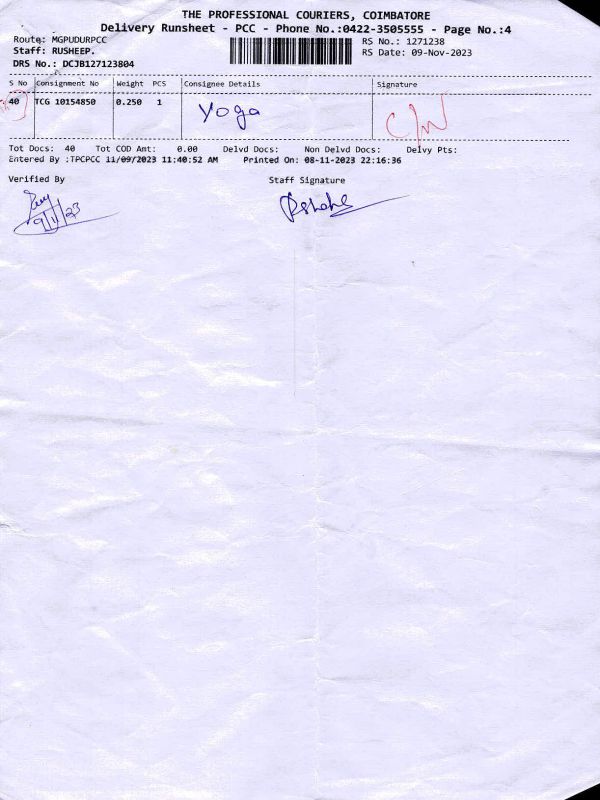 THE PROFESSIONAL COURIERS, COIMBATORE
Delivery Runsheet - PCC - Phone No.:0422-3505555 - Page No.:4
Route: MGPUDURPCC RS No.: 1271238
Staff: RUSHEEP. RS Date: 09-Nov-2023
DRS No.: DCJB127123804
S No Consignment No Weight PCS Consignee Details Signature
40 TCG 10154850 0.250 1 Yoga C/W
Tot Docs: 40 Tot COD Amt: 0.00 Delvd Docs: Non Delvd Docs: Delvy Pts:
Entered By :TPCPCC 11/09/2023 11:40:52 AM Printed On: 08-11-2023 22:16:36
Verified By Staff Signature
9/11/23